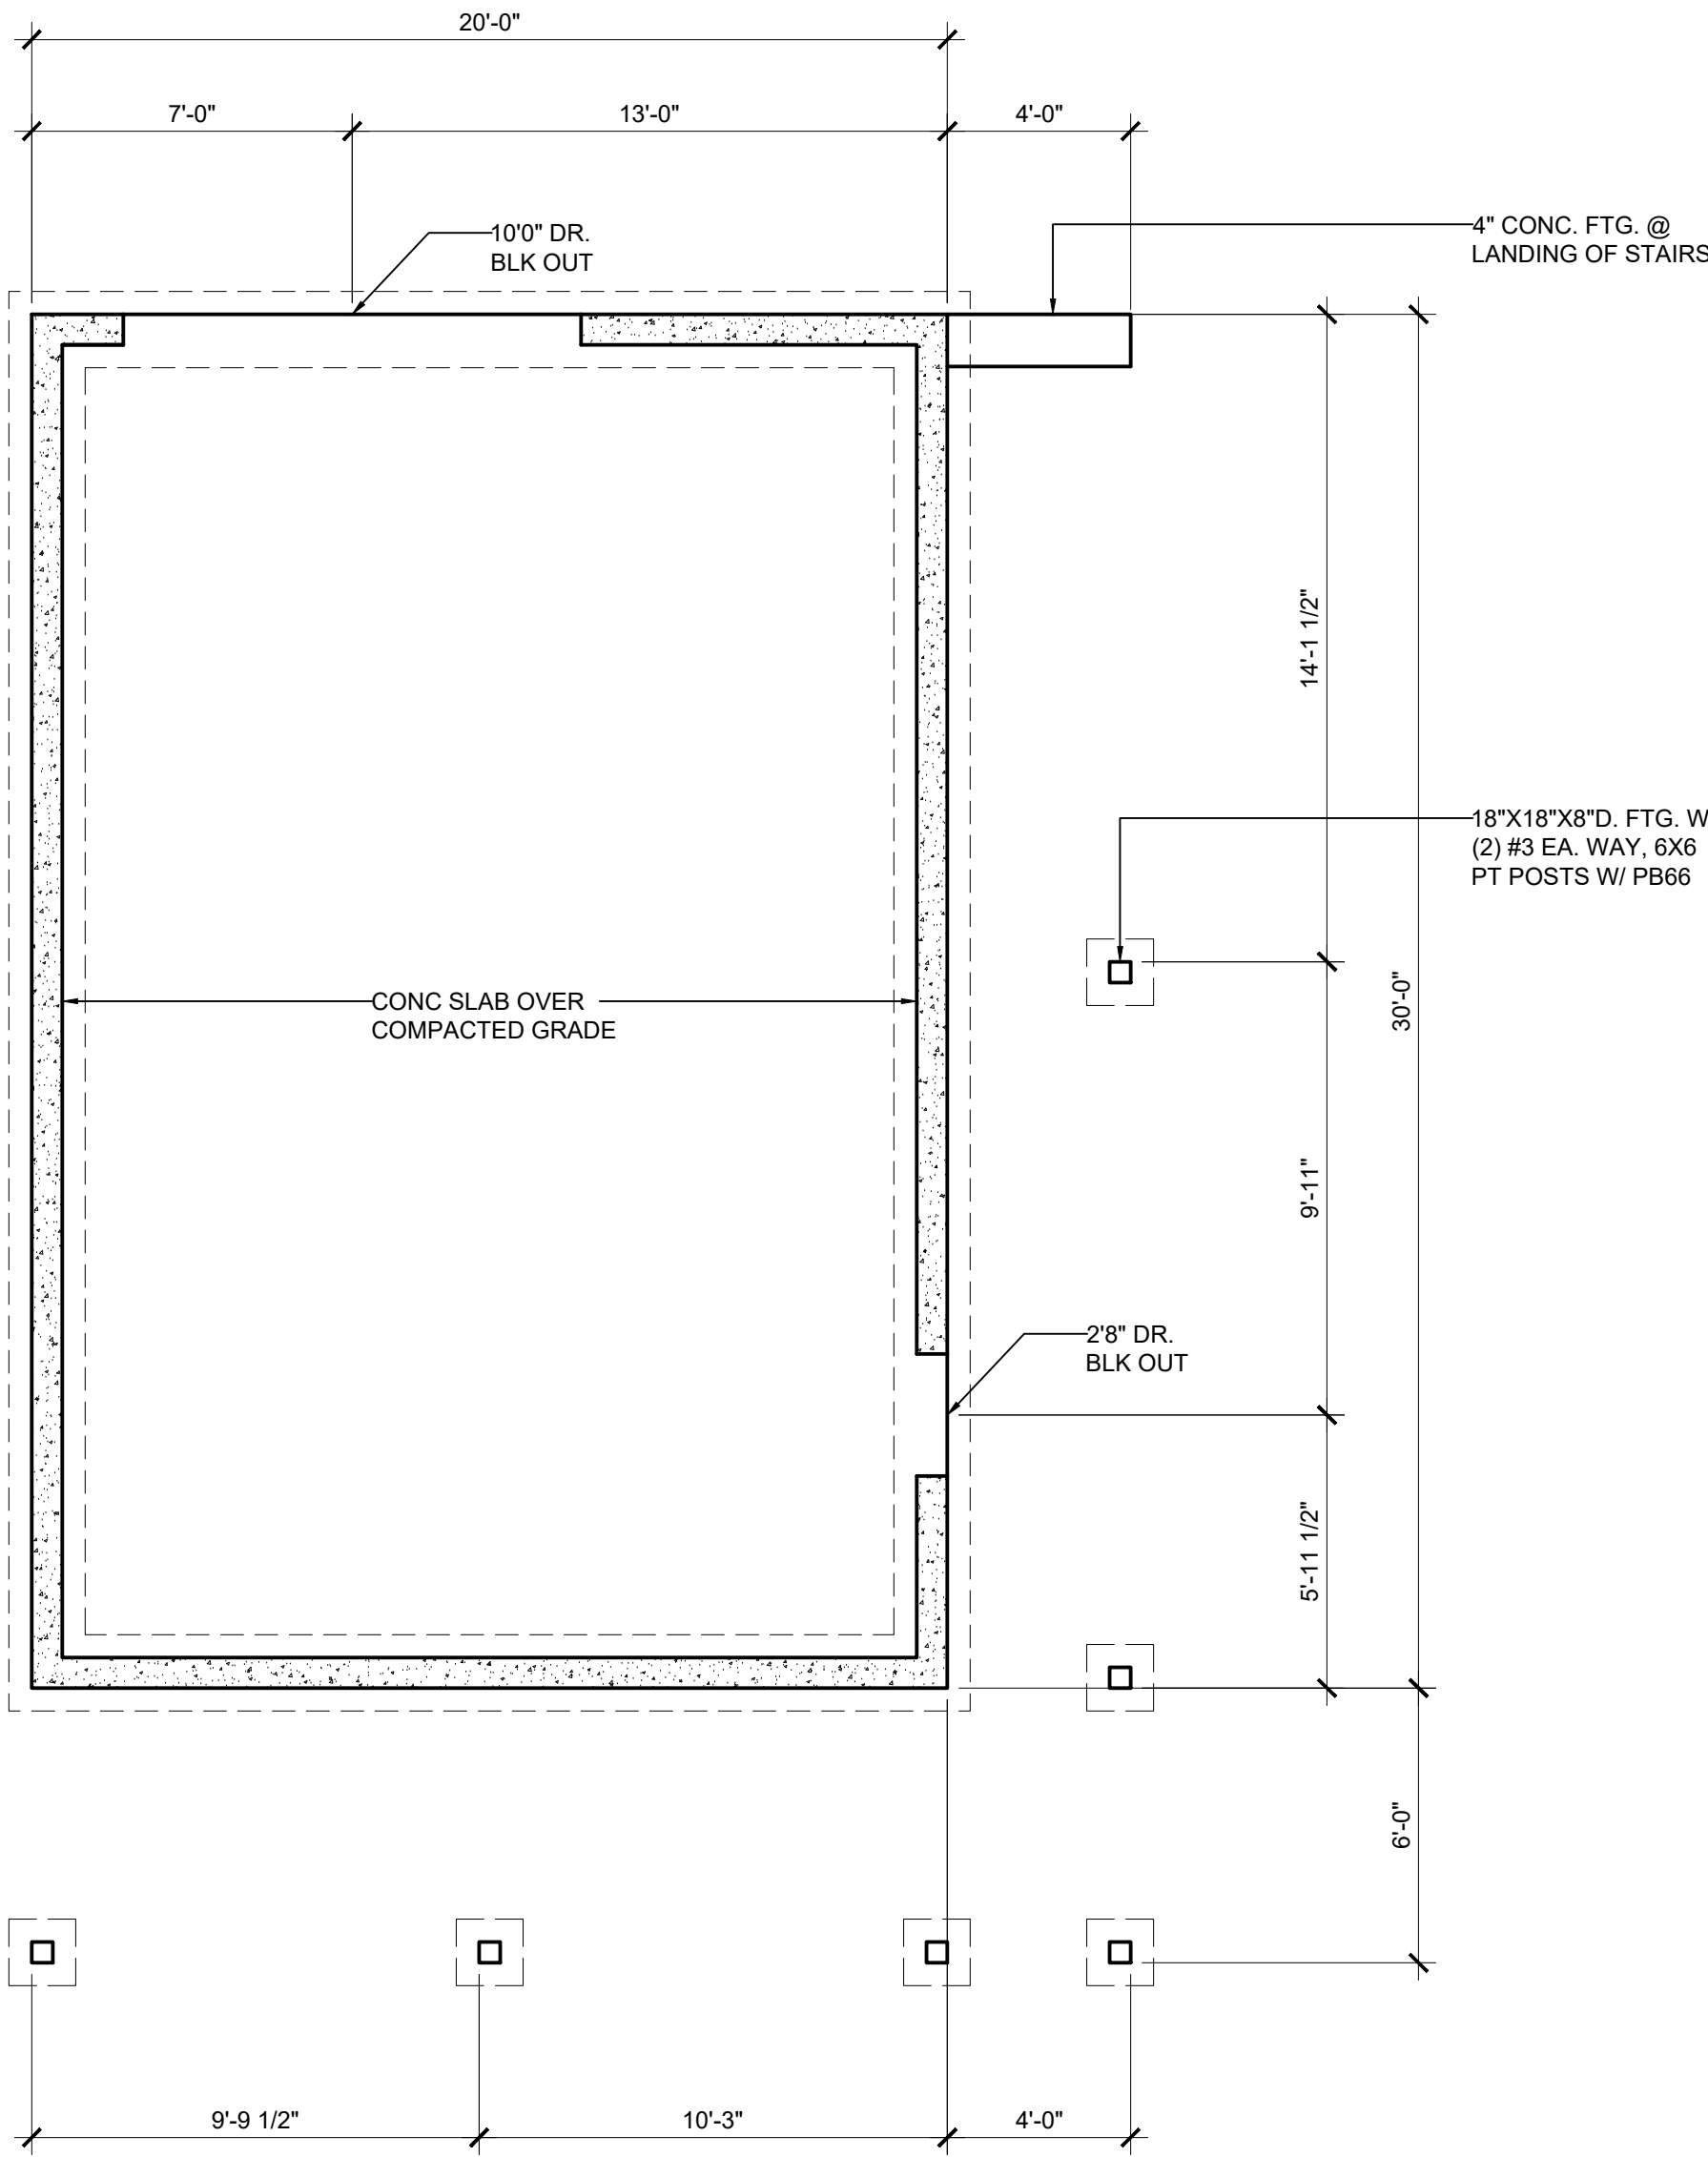 20'-0"
7'-0"
13'-0"
4'-0"
10'0" DR.
BLK OUT
4" CONC. FTG. @
LANDING OF STAIRS
14'-1 1/2"
18"X18"X8"D. FTG. W
(2) #3 EA. WAY, 6X6
PT POSTS W/ PB66
30'-0"
CONC SLAB OVER
COMPACTED GRADE
9'-11"
2'8" DR.
BLK OUT
5'-11 1/2"
6'-0"
9'-9 1/2"
10'-3"
4'-0"